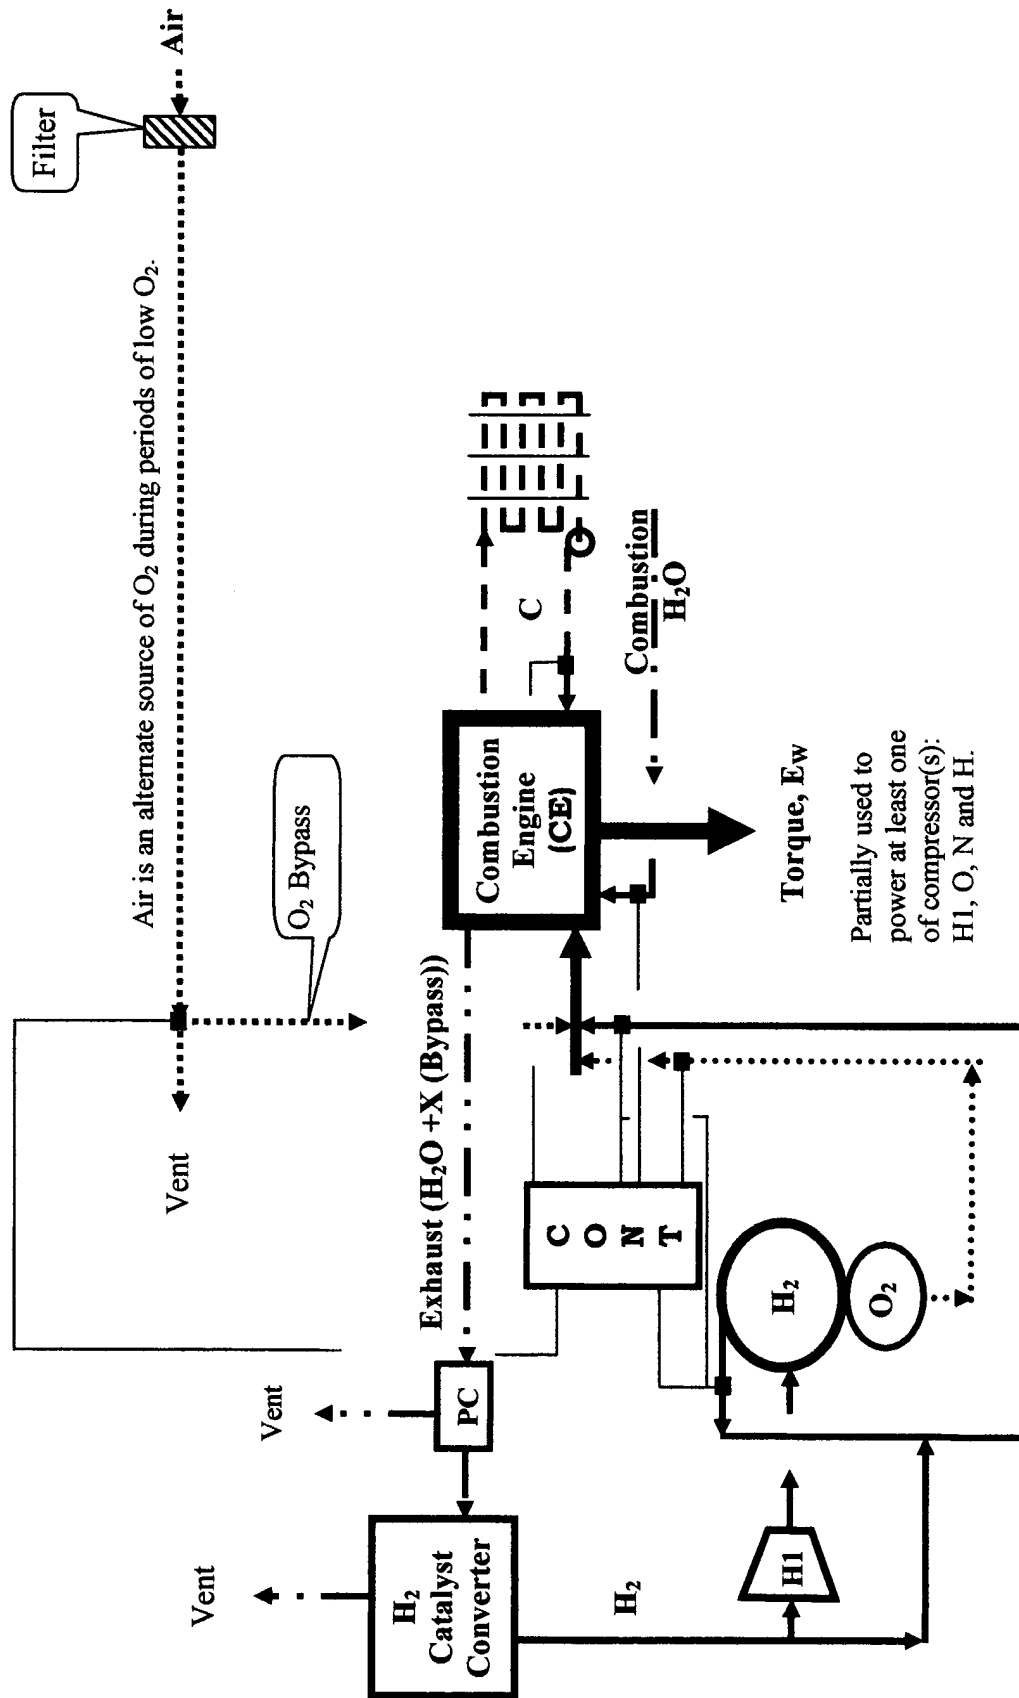 Air
Filter
Air is an alternate source of O₂ during periods of low O₂.
O₂ Bypass
Vent
Combustion
Engine
(CE)
C
Combustion
H₂O
Torque, Ew
Partially used to
power at least one
of compressor(s):
H1, O, N and H.
Exhaust (H₂O +X (Bypass))
C
O
N
T
Vent
PC
H₂
O₂
Vent
H₂
Catalyst
Converter
H₂
H1